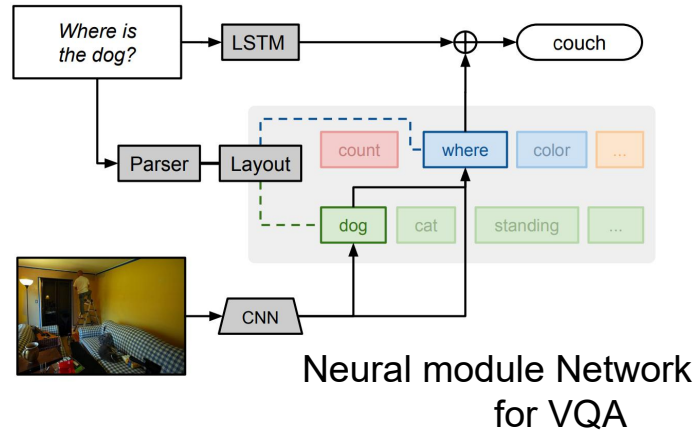 Where is
the dog?
LSTM
couch
Parser
Layout
count
where
color
...
dog
cat
standing
...
CNN
Neural module Network
for VQA